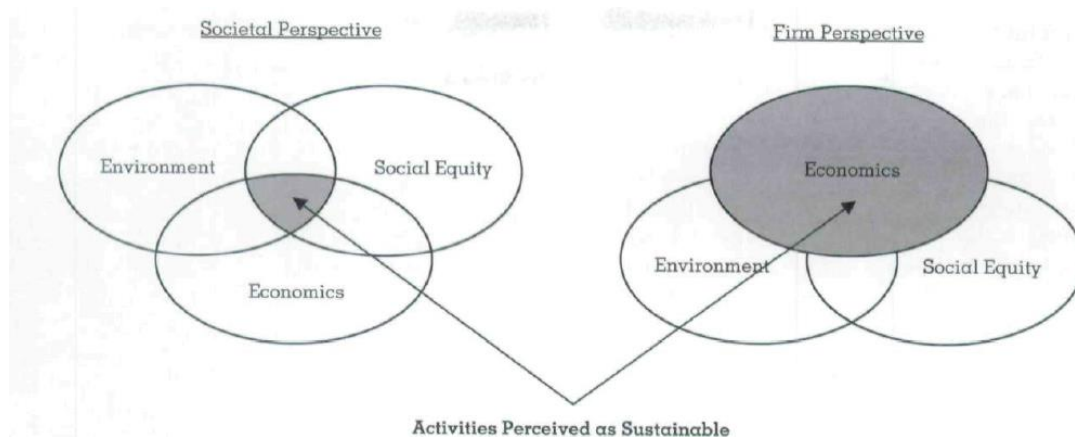 Societal Perspective
Firm Perspective
Environment
Social Equity
Economics
Economics
Environment
Social Equity
Activities Perceived as Sustainable